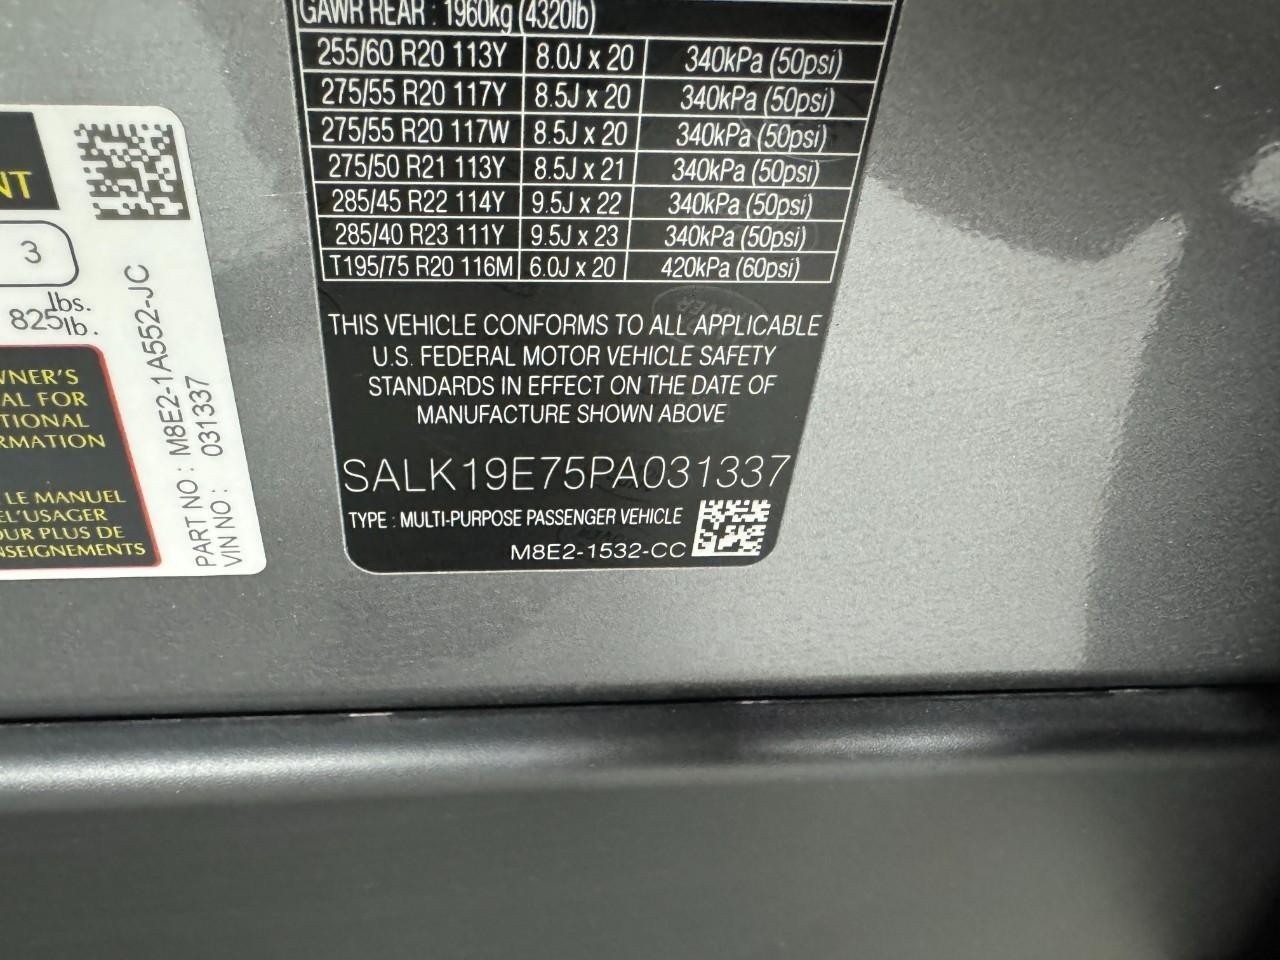 GAWR REAR : 1960kg (4320lb)
255/60 R20 113Y 8.0J x 20 340kPa (50psi)
275/55 R20 117Y 8.5J x 20 340kPa (50psi)
275/55 R20 117W 8.5J x 20 340kPa (50psi)
275/50 R21 113Y 8.5J x 21 340kPa (50psi)
285/45 R22 114Y 9.5J x 22 340kPa (50psi)
285/40 R23 111Y 9.5J x 23 340kPa (50psi)
T195/75 R20 116M 6.0J x 20 420kPa (60psi)
THIS VEHICLE CONFORMS TO ALL APPLICABLE
U.S. FEDERAL MOTOR VEHICLE SAFETY
STANDARDS IN EFFECT ON THE DATE OF
MANUFACTURE SHOWN ABOVE
SALK19E75PA031337
TYPE : MULTI-PURPOSE PASSENGER VEHICLE
M8E2-1532-CC
NT
3
lbs.
825lb.
WNER'S
AL FOR
TIONAL
RMATION
LE MANUEL
EL'USAGER
OUR PLUS DE
NSEIGNEMENTS
PART NO : M8E2-1A552-JC
VIN NO : 031337